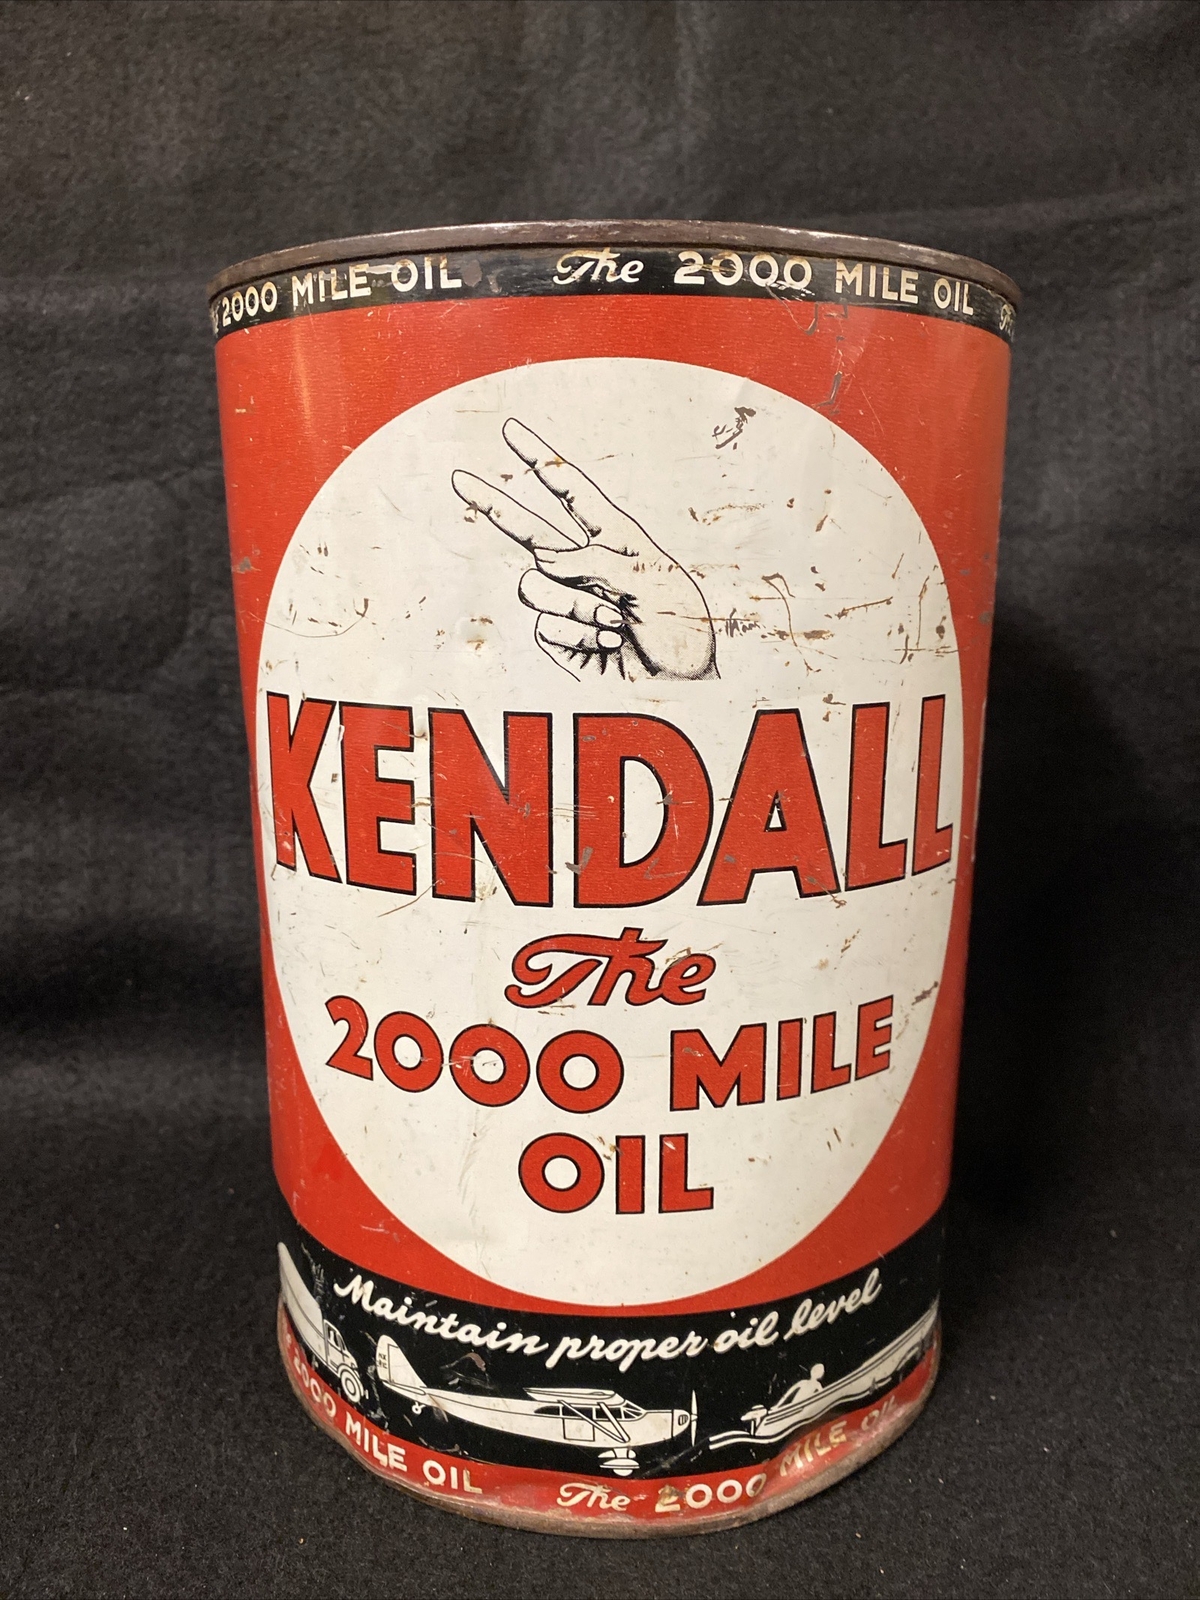 2000 MILE OIL The 2000 MILE OIL
KENDALL
The
2000 MILE
OIL
Maintain proper oil level
2000 MILE OIL The 2000 MILE OIL